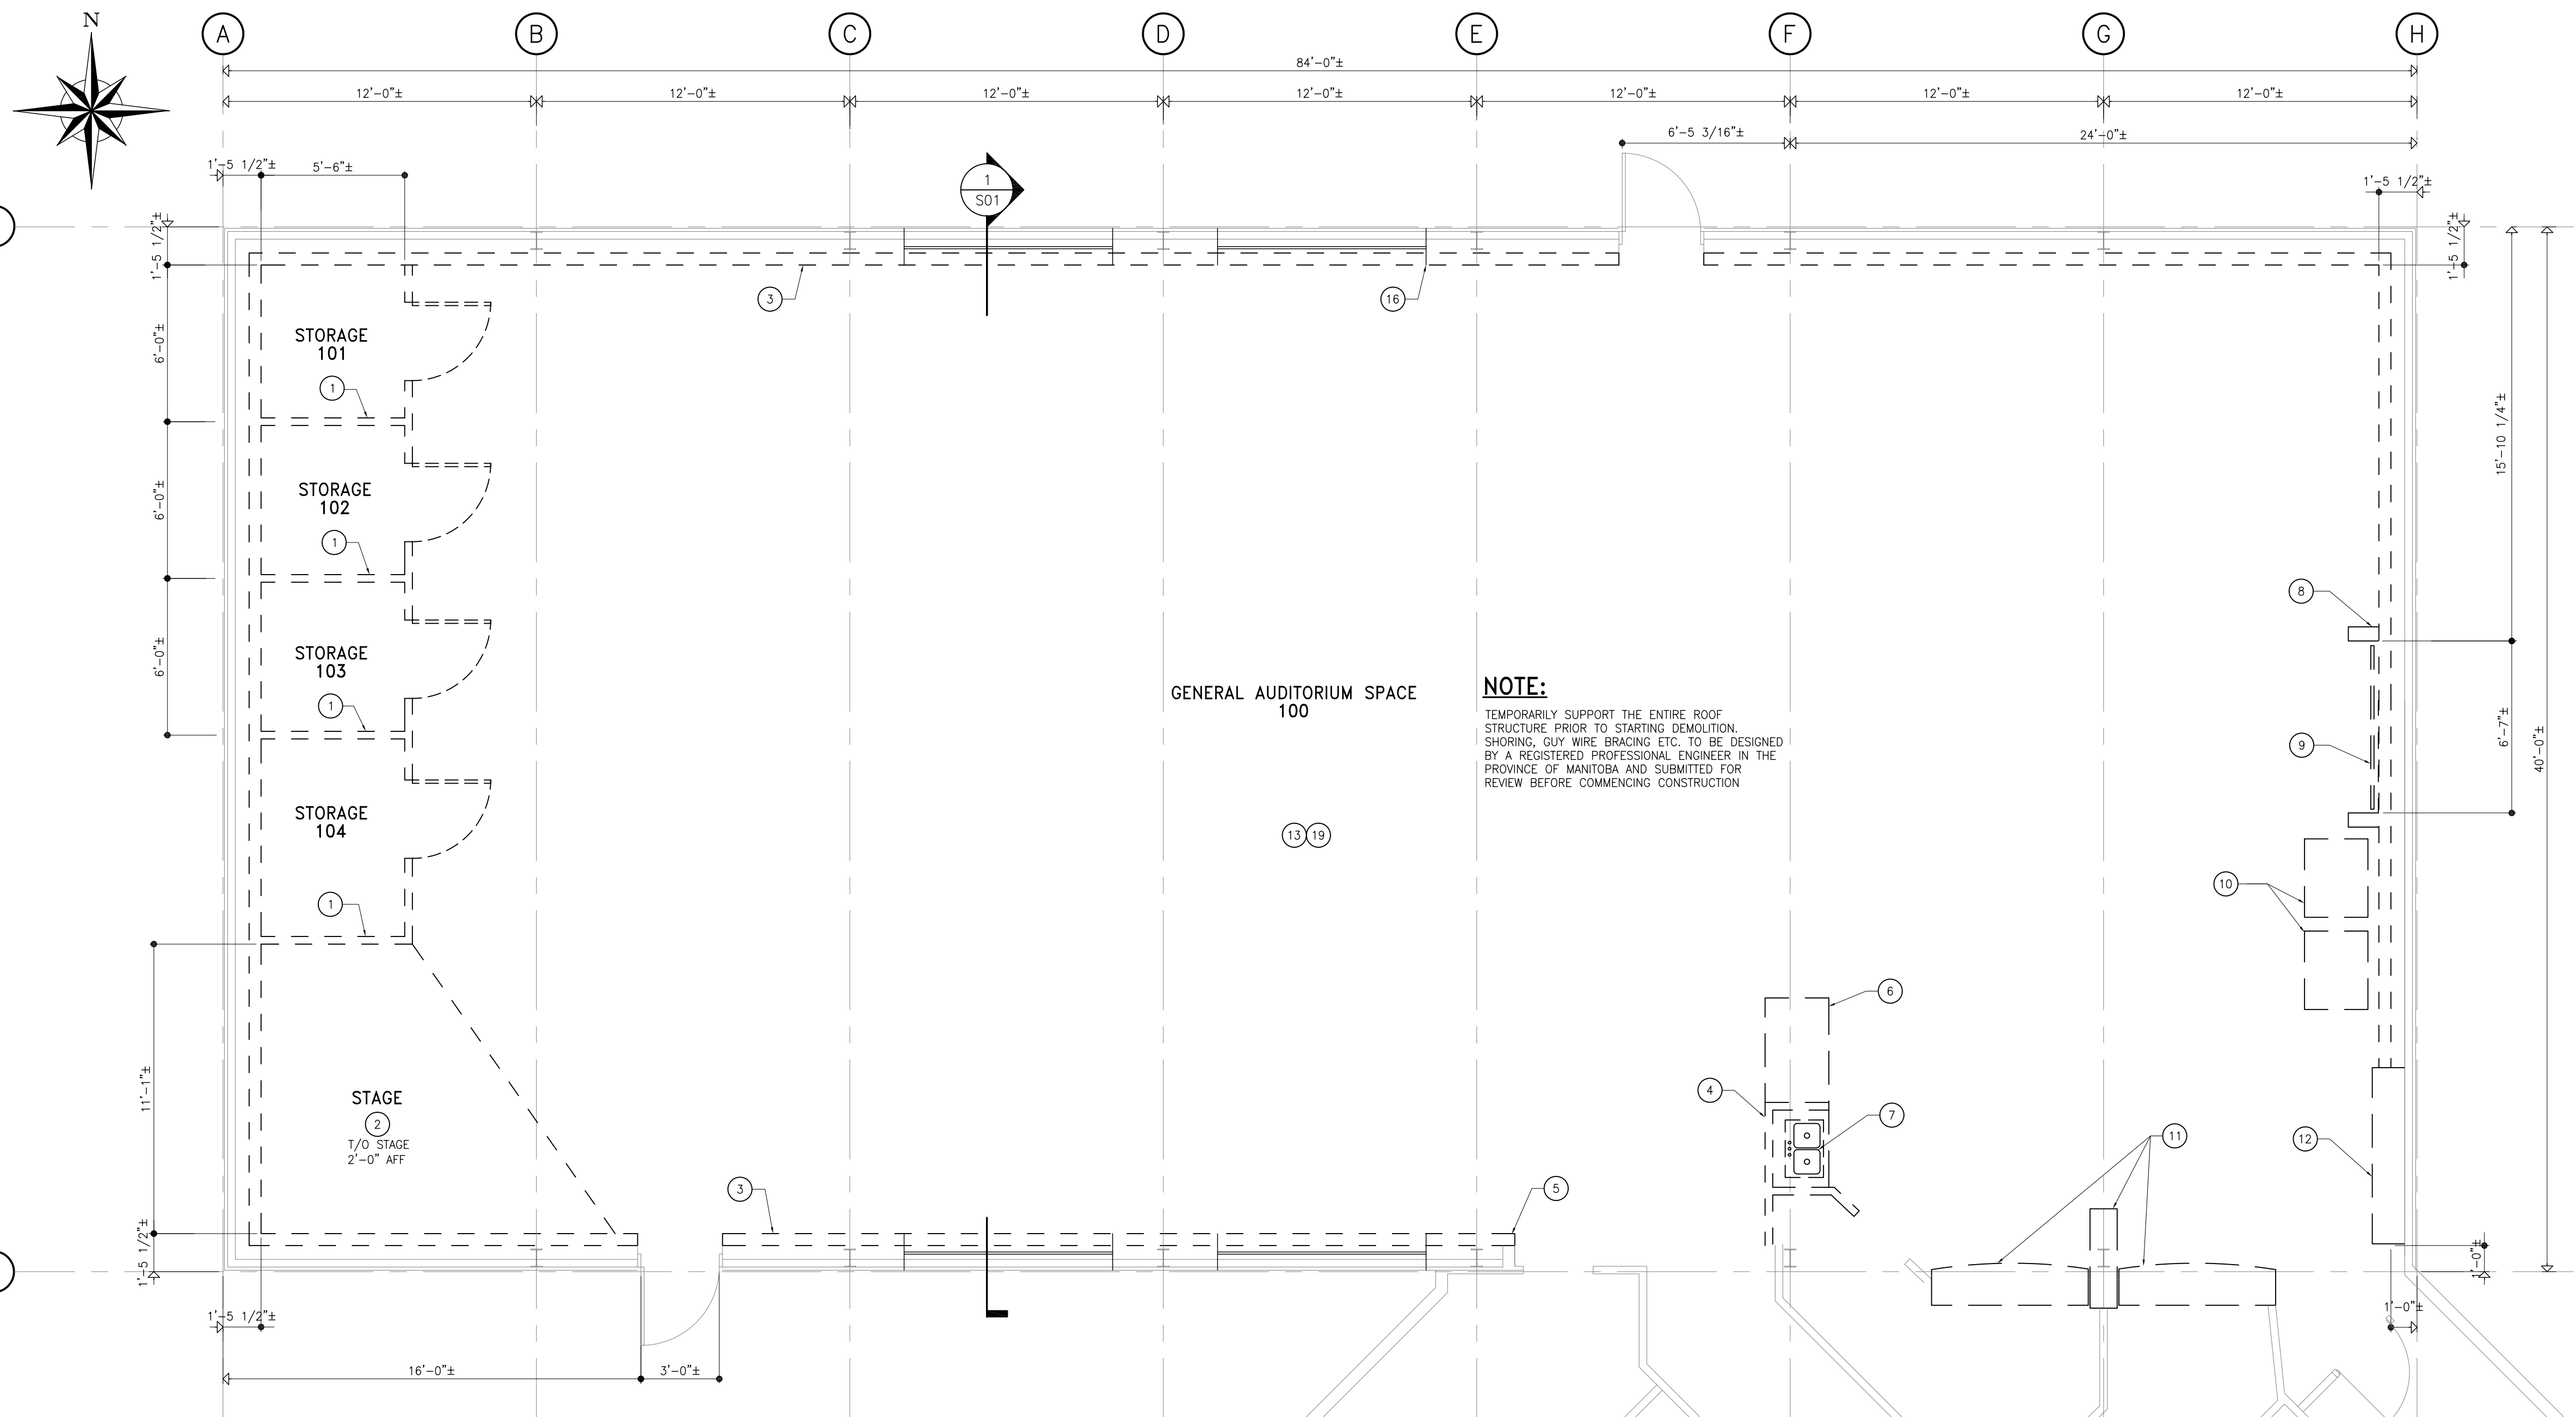 N
A
B
C
D
E
F
G
H
84'-0"±
12'-0"±
12'-0"±
12'-0"±
12'-0"±
12'-0"±
12'-0"±
12'-0"±
6'-5 3/16"±
24'-0"±
1'-5 1/2"±
5'-6"±
1
S01
1'-5 1/2"±
1'-5 1/2"±
1'-5 1/2"±
3
16
6'-0"±
STORAGE
101
1
15'-10 1/4"±
6'-0"±
STORAGE
102
1
8
6'-0"±
STORAGE
103
1
GENERAL AUDITORIUM SPACE
100
NOTE:
TEMPORARILY SUPPORT THE ENTIRE ROOF
STRUCTURE PRIOR TO STARTING DEMOLITION.
SHORING, GUY WIRE BRACING ETC. TO BE DESIGNED
BY A REGISTERED PROFESSIONAL ENGINEER IN THE
PROVINCE OF MANITOBA AND SUBMITTED FOR
REVIEW BEFORE COMMENCING CONSTRUCTION
9
6'-7"±
40'-0"±
STORAGE
104
13
19
1
10
6
11'-1"±
STAGE
2
T/O STAGE
2'-0" AFF
4
7
11
12
3
5
1'-5 1/2"±
1'-0"±
1'-5 1/2"±
1'-0"±
16'-0"±
3'-0"±